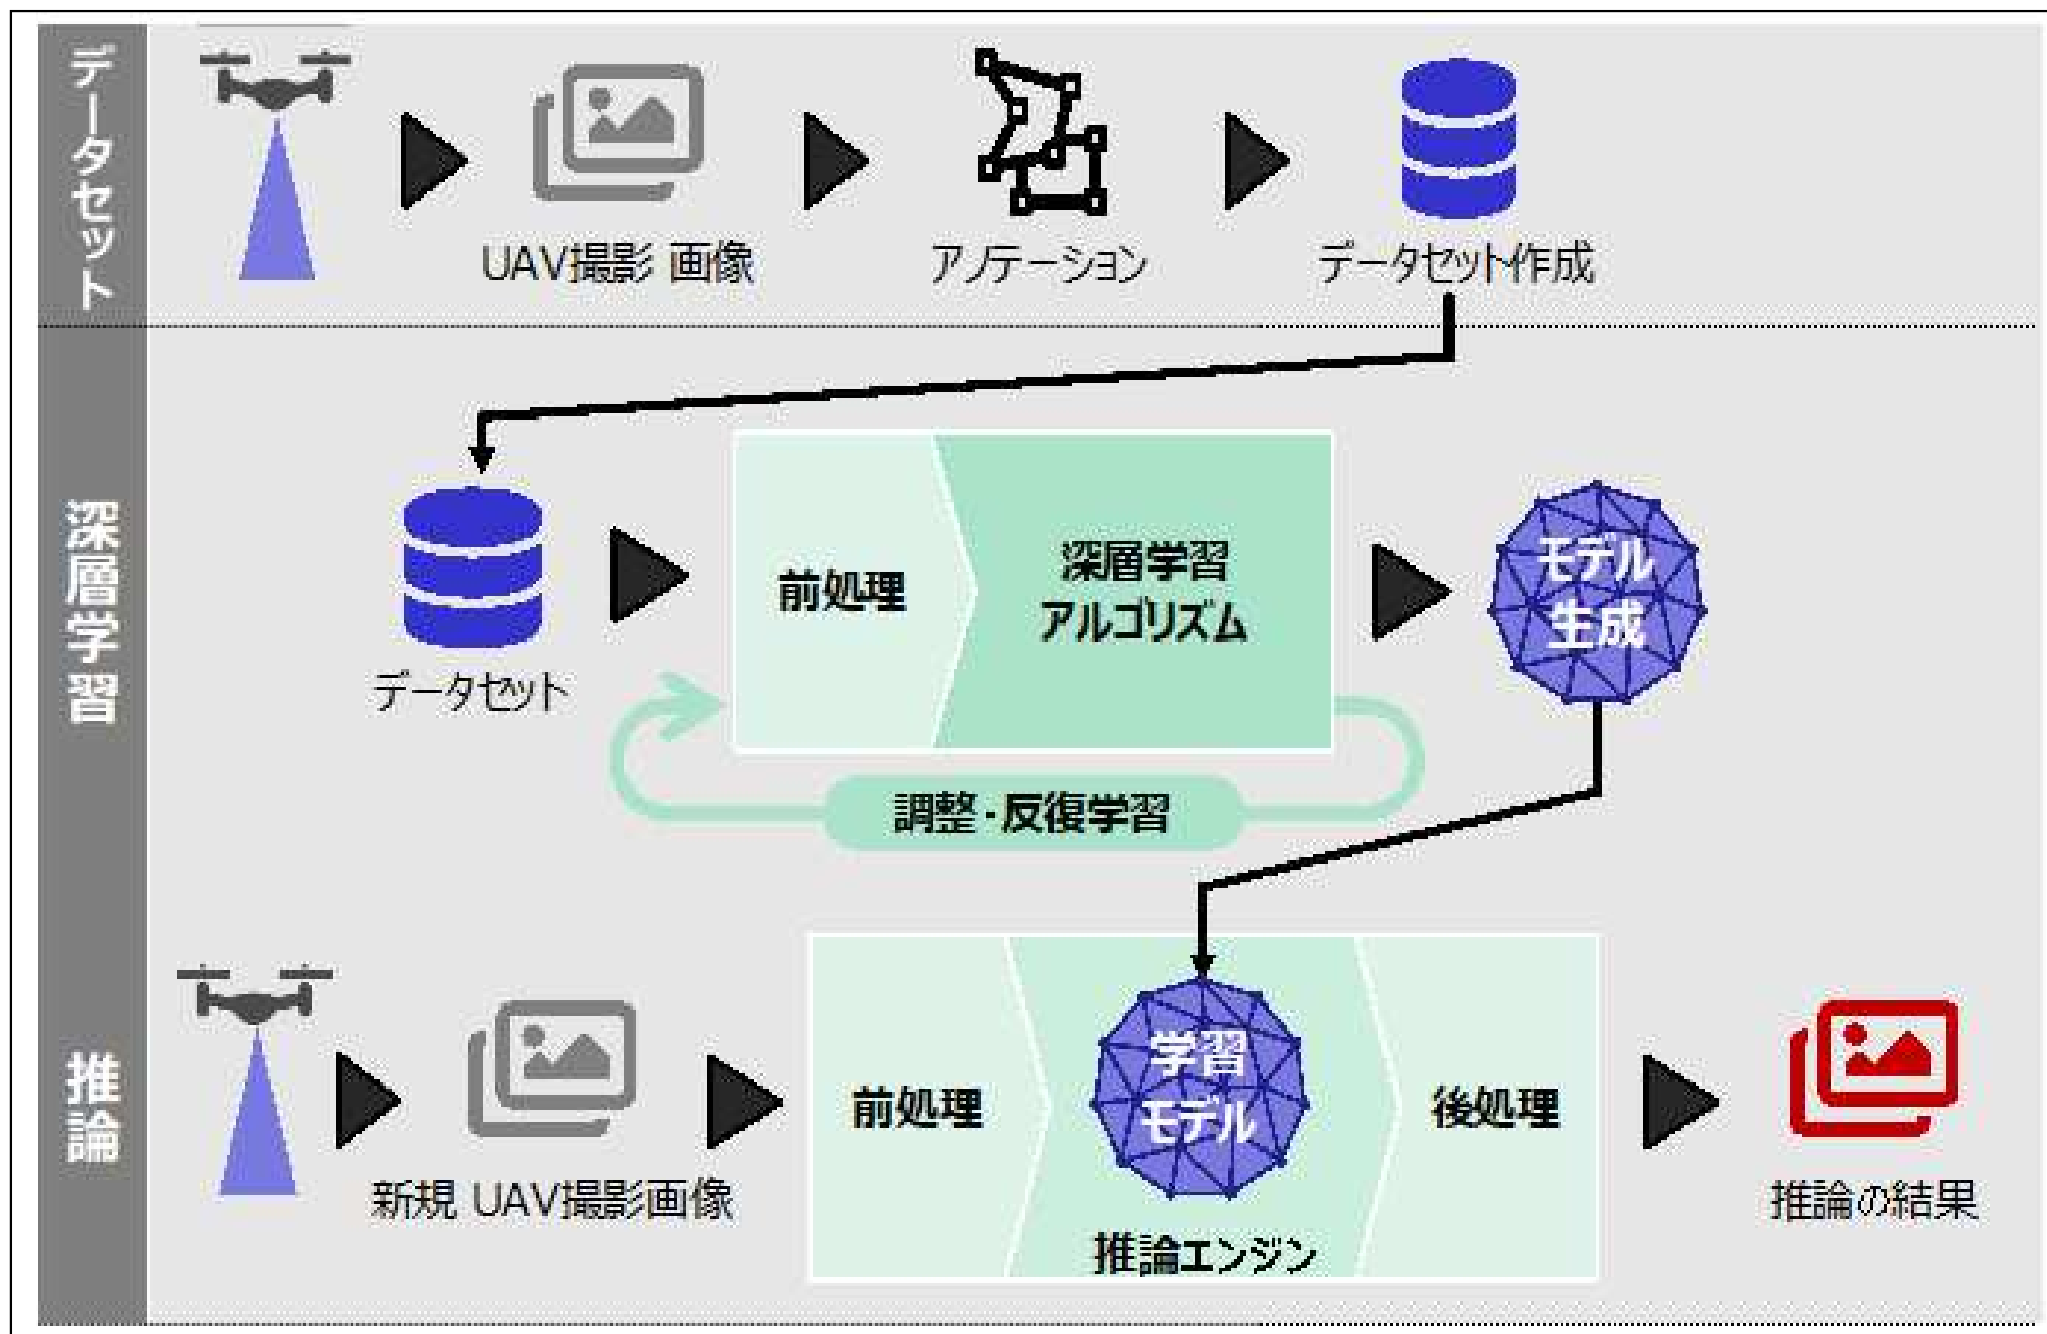 データセット
UAV撮影 画像
アノテーション
データセット作成
深層学習
データセット
前処理
深層学習
アルゴリズム
モデル
生成
調整・反復学習
推論
新規 UAV撮影画像
前処理
学習
モデル
推論エンジン
後処理
推論の結果